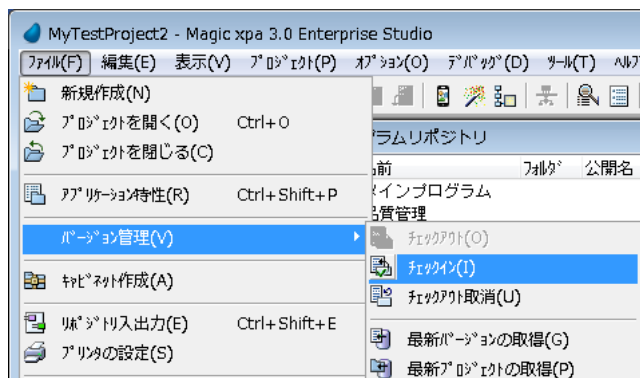 MyTestProject2 - Magic xpa 3.0 Enterprise Studio
ﾌｧｲﾙ(F) 編集(E) 表示(V) ﾌﾟﾛｼﾞｪｸﾄ(P) ｵﾌﾟｼｮﾝ(O) ﾃﾞﾊﾞｯｸﾞ(D) ﾂｰﾙ(T) ﾍﾙﾌ
新規作成(N)
ﾌﾟﾛｼﾞｪｸﾄを開く(O) Ctrl+O
ﾌﾟﾛｼﾞｪｸﾄを閉じる(C)
ｱﾌﾟﾘｹｰｼｮﾝ特性(R) Ctrl+Shift+P
ﾊﾞｰｼﾞｮﾝ管理(V)
ｷｬﾋﾞﾈｯﾄ作成(A)
ﾘﾎﾟｼﾞﾄﾘ入出力(E) Ctrl+Shift+E
ﾌﾟﾘﾝﾀの設定(S)
グラムリポジトリ
名前 ﾌｫﾙﾀﾞ 公開名
メインプログラム
品質管理
ﾁｪｯｸｱｳﾄ(O)
ﾁｪｯｸｲﾝ(I)
ﾁｪｯｸｱｳﾄ取消(U)
最新ﾊﾞｰｼﾞｮﾝの取得(G)
最新ﾌﾟﾛｼﾞｪｸﾄの取得(P)